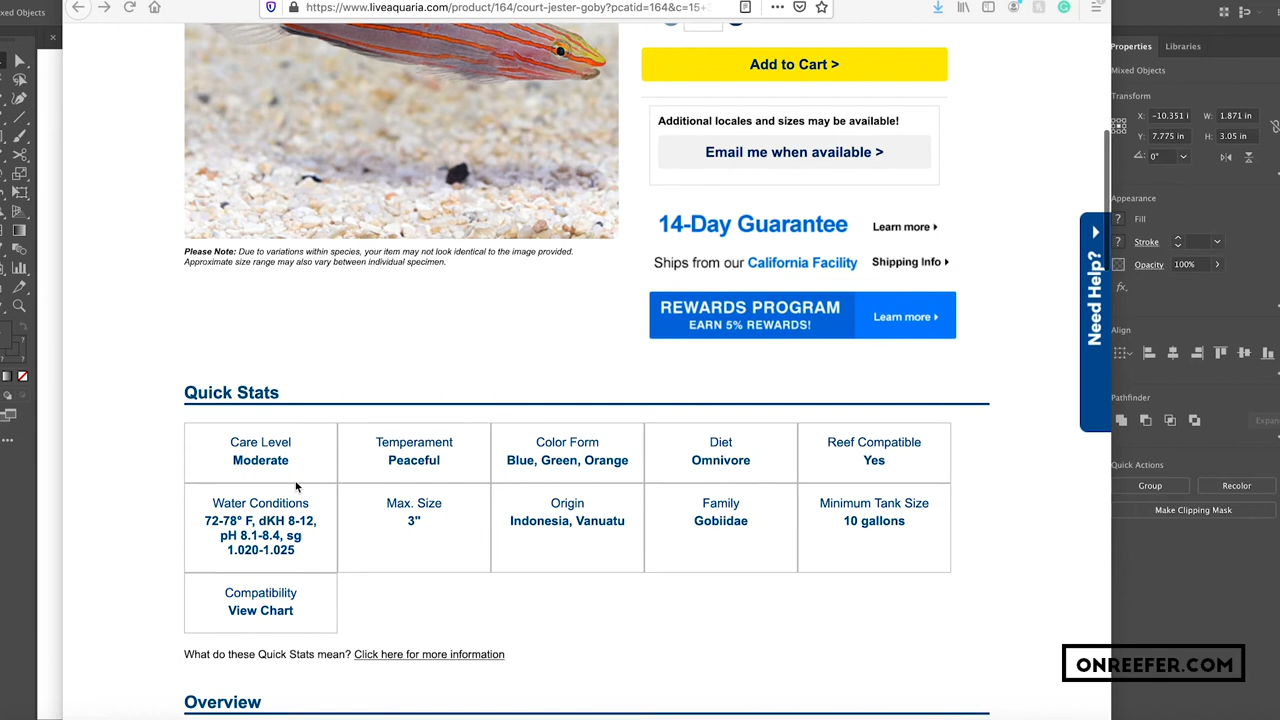 https://www.liveaquaria.com/product/164/court-jester-goby?pcatid=164&c=15+3
Properties
Libraries
Mixed Objects
Transform
X: −10.351 i
W: 1.871 in
Y: 7.775 in
H: 3.05 in
0°
Appearance
Fill
Stroke
Opacity
100%
fx.
Align
Pathfinder
Expan
Quick Actions
Group
Recolor
Make Clipping Mask
Add to Cart >
Additional locales and sizes may be available!
Email me when available >
14-Day Guarantee
Learn more
Ships from our California Facility
Shipping Info
REWARDS PROGRAM
EARN 5% REWARDS!
Learn more
Need Help?
Please Note: Due to variations within species, your item may not look identical to the image provided.
Approximate size range may also vary between individual specimen.
Quick Stats
Care Level
Moderate
Temperament
Peaceful
Color Form
Blue, Green, Orange
Diet
Omnivore
Reef Compatible
Yes
Water Conditions
72-78° F, dKH 8-12,
pH 8.1-8.4, sg
1.020-1.025
Max. Size
3"
Origin
Indonesia, Vanuatu
Family
Gobiidae
Minimum Tank Size
10 gallons
Compatibility
View Chart
What do these Quick Stats mean? Click here for more information
Overview
ONREEFER.COM